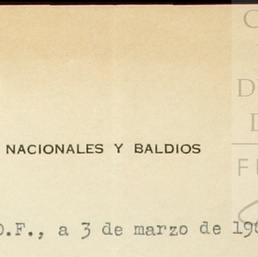 NACIONALES Y BALDIOS
D.F., a 3 de marzo de